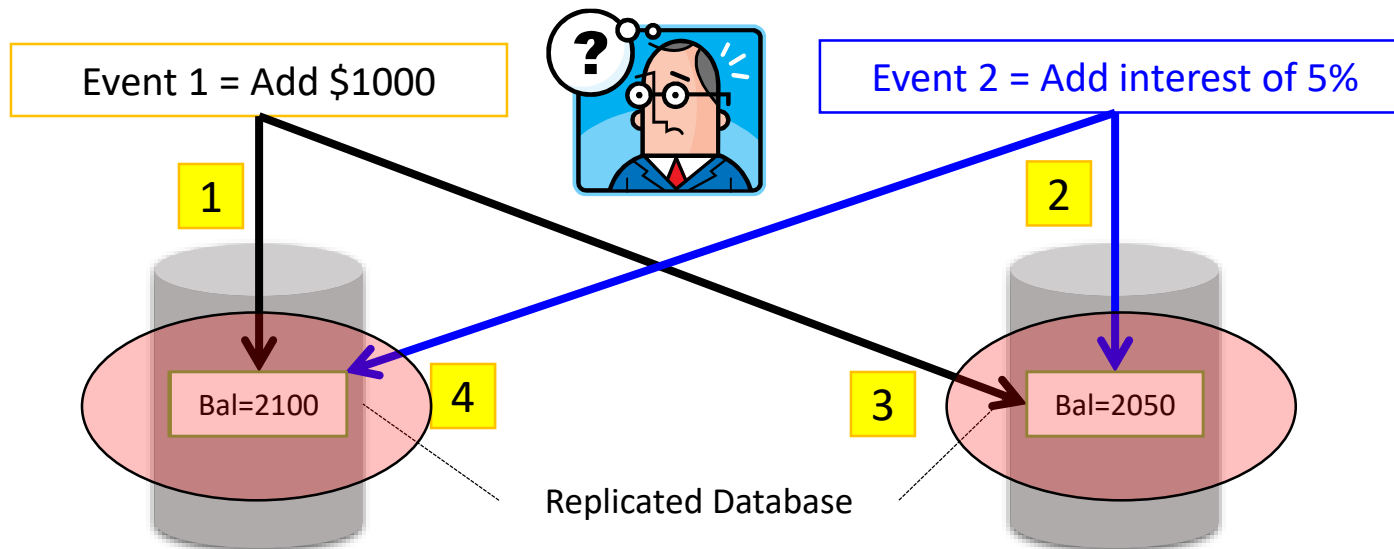 ?
Event 1 = Add $1000
Event 2 = Add interest of 5%
1
2
Bal=2100
4
3
Bal=2050
Replicated Database